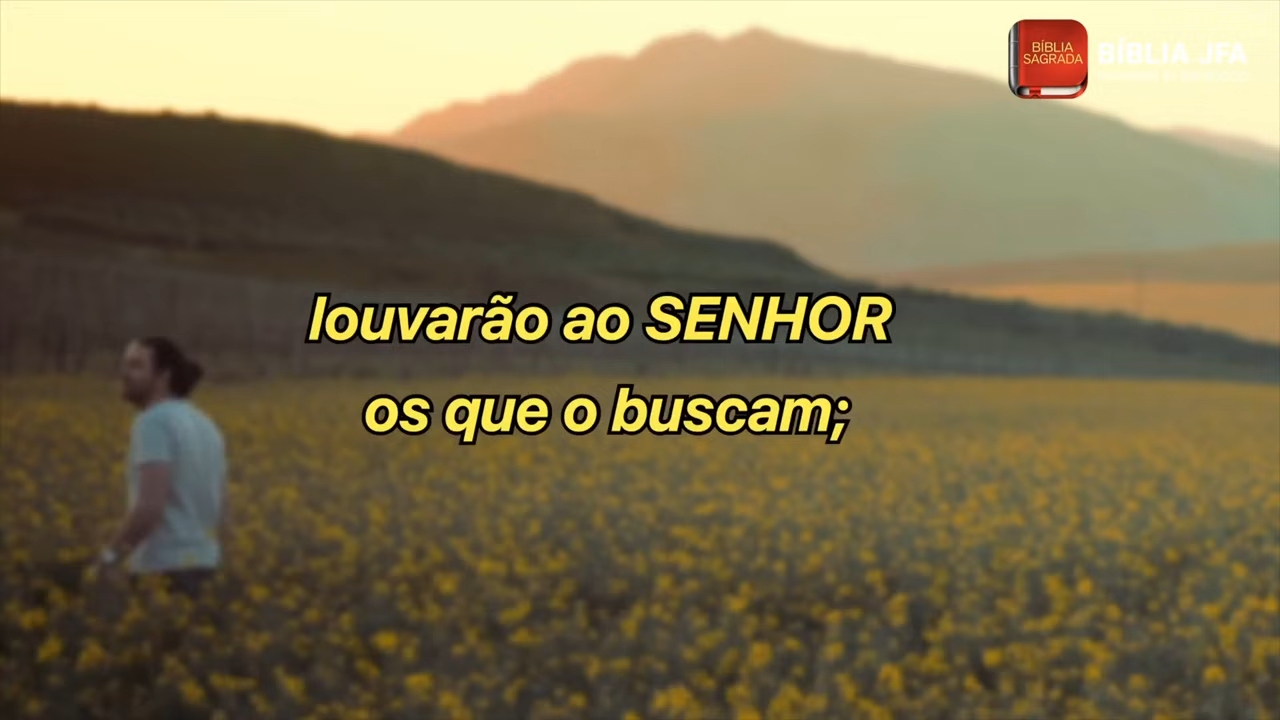 BÍBLIA
SAGRADA
BÍBLIA JFA
louvarão ao SENHOR
os que o buscam;